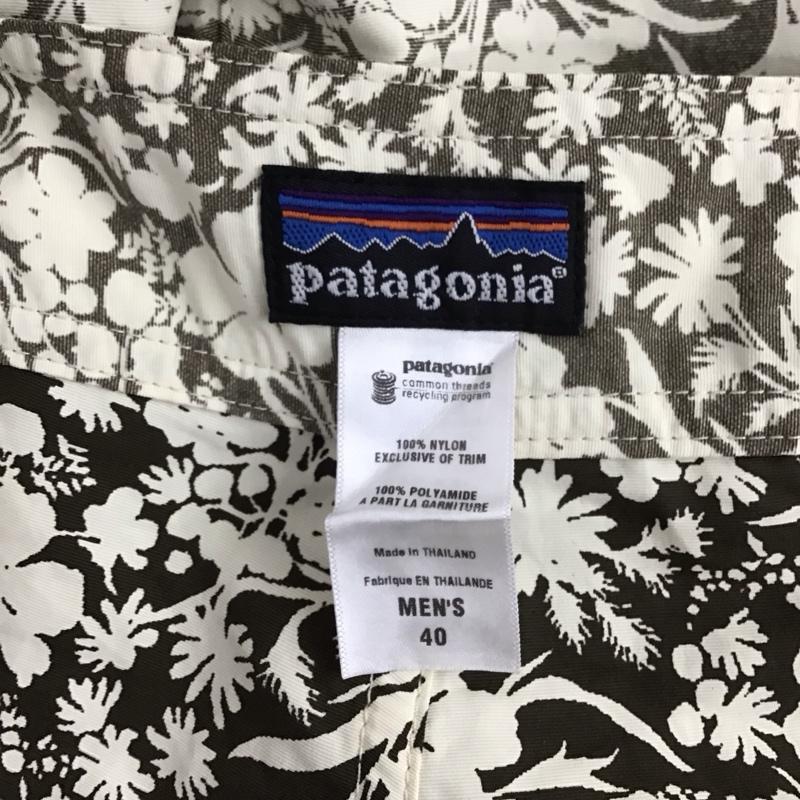 patagonia®
patagonia®
common threads
recycling program
100% NYLON
EXCLUSIVE OF TRIM
100% POLYAMIDE
A PART LA GARNITURE
Made in THAILAND
Fabrique EN THAILANDE
MEN'S
40